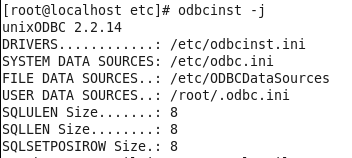 [root@localhost etc]# odbcinst -j
unixODBC 2.2.14
DRIVERS............: /etc/odbcinst.ini
SYSTEM DATA SOURCES: /etc/odbc.ini
FILE DATA SOURCES..: /etc/ODBCDataSources
USER DATA SOURCES..: /root/.odbc.ini
SQLULEN Size.......: 8
SQLLEN Size........: 8
SQLSETPOSIROW Size.: 8